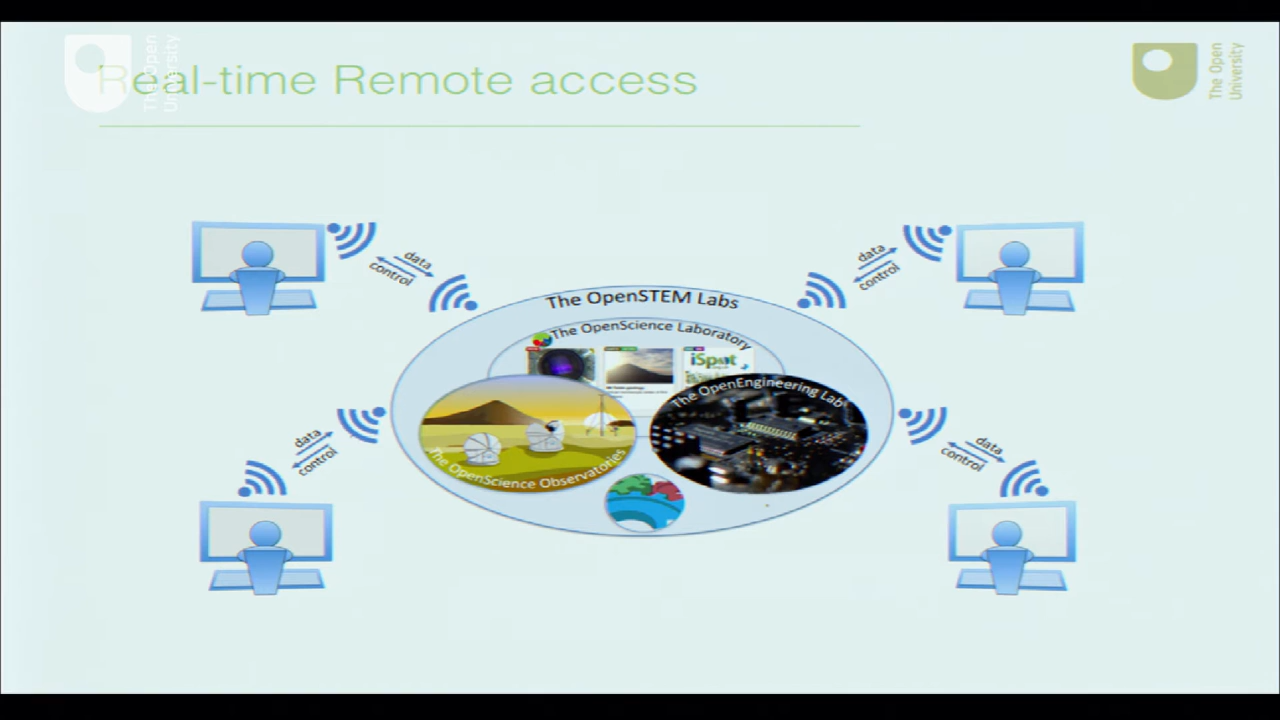 Real-time Remote access
The Open
University
The Open
University
data
control
data
control
The OpenSTEM Labs
The OpenScience Laboratory
iSpot
The OpenEngineering Lab
The OpenScience Observatories
data
control
data
control